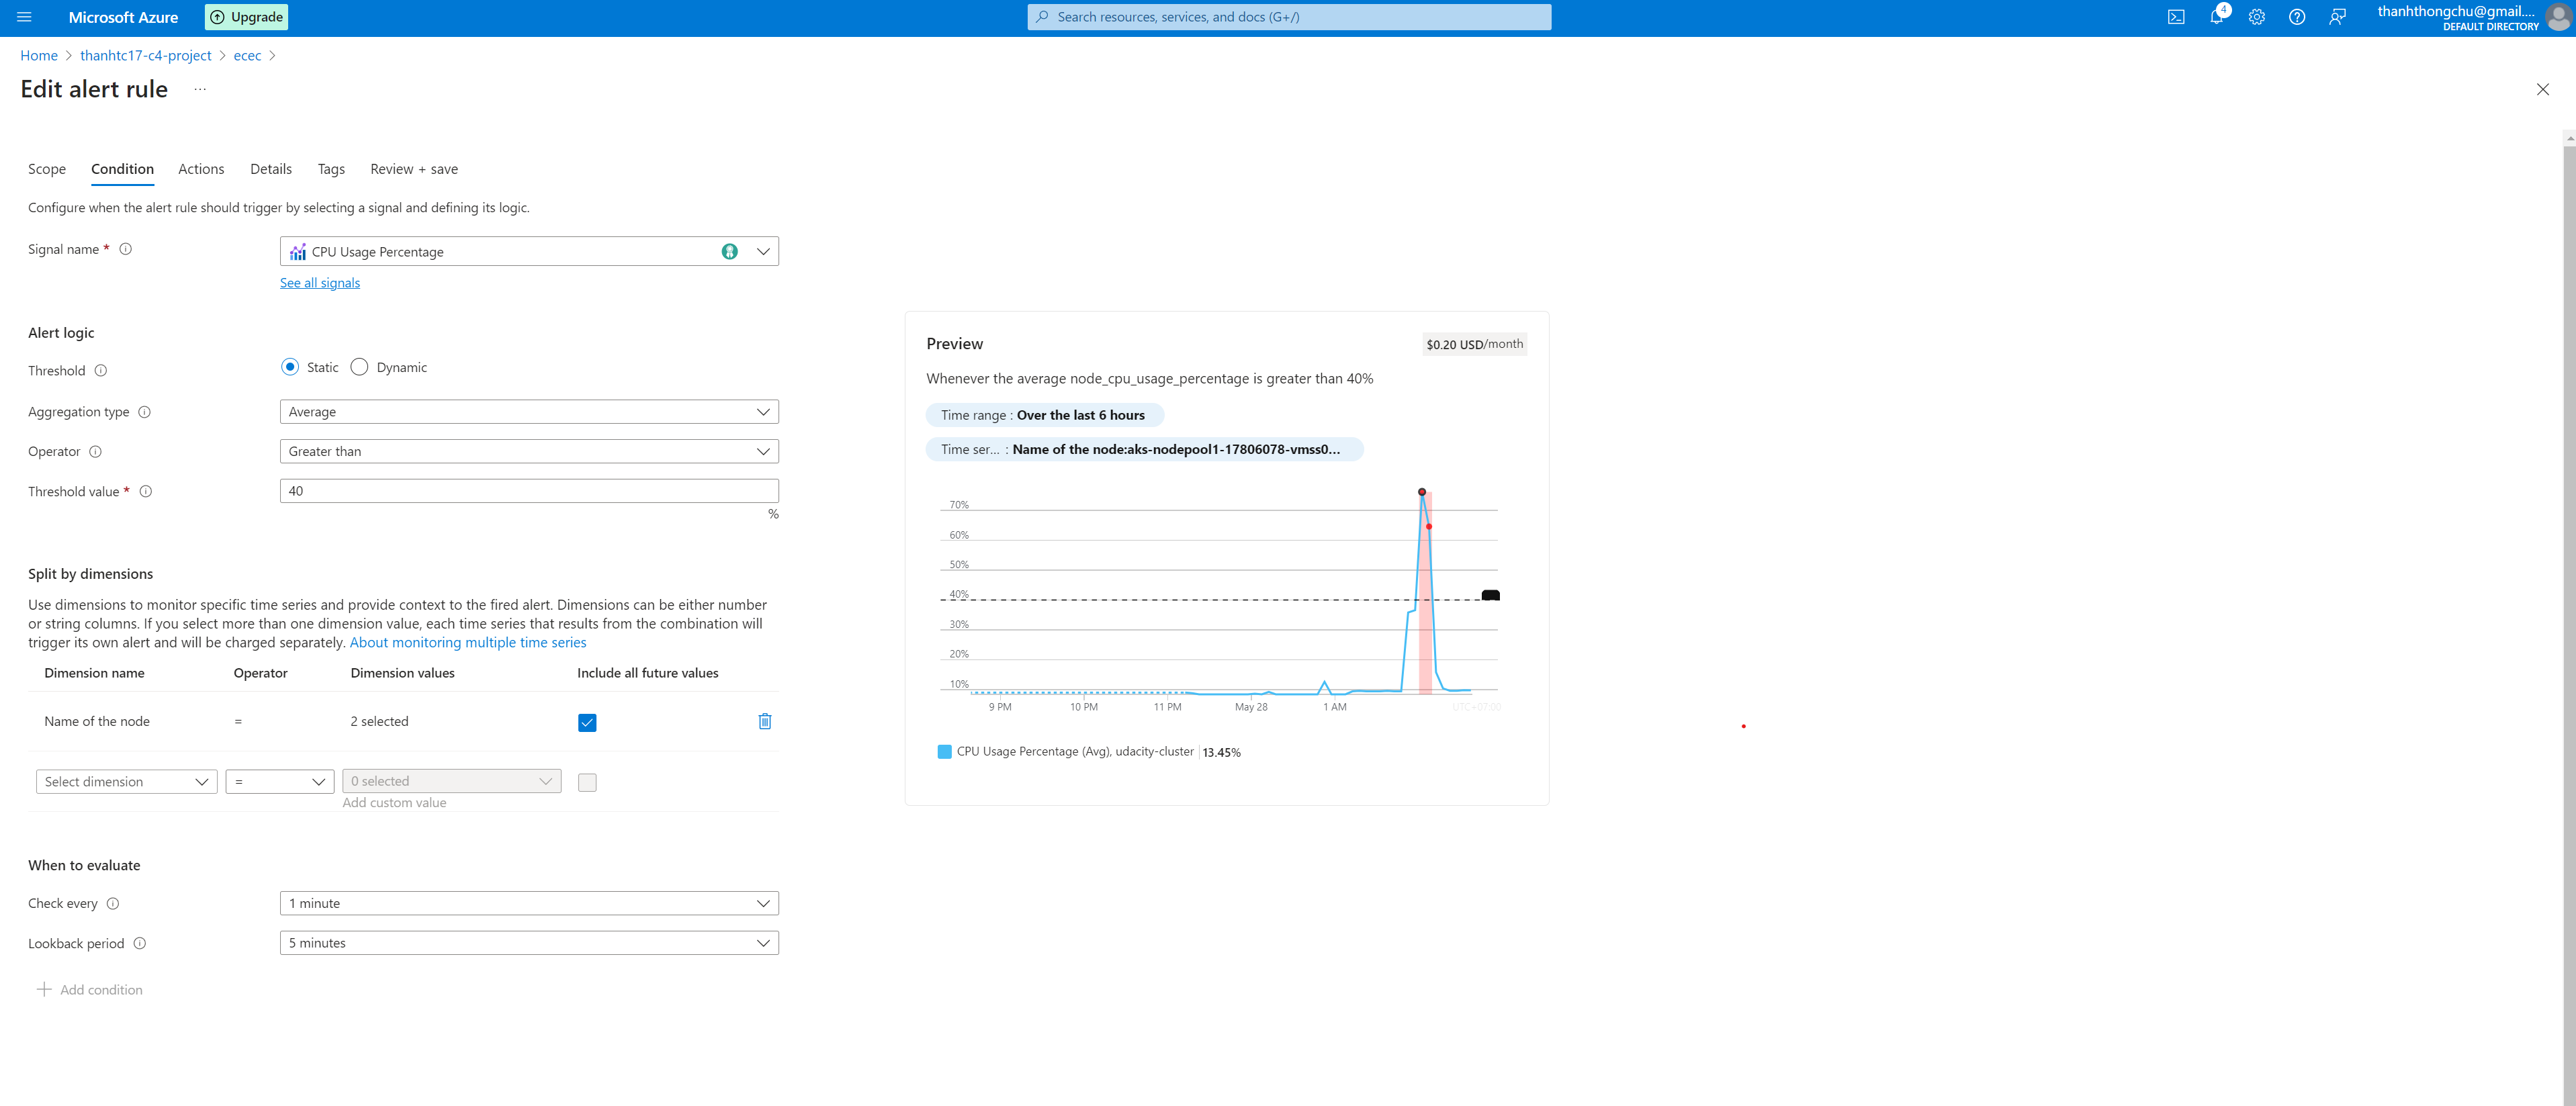 Microsoft Azure
Upgrade
Search resources, services, and docs (G+/)
4
thanhthongchu@gmail....
DEFAULT DIRECTORY
Home > thanhtc17-c4-project > ecec >
Edit alert rule ...
Scope Condition Actions Details Tags Review + save
Configure when the alert rule should trigger by selecting a signal and defining its logic.
Signal name *
CPU Usage Percentage
See all signals
Alert logic
Threshold
Static Dynamic
Aggregation type
Average
Operator
Greater than
Threshold value *
40
%
Split by dimensions
Use dimensions to monitor specific time series and provide context to the fired alert. Dimensions can be either number
or string columns. If you select more than one dimension value, each time series that results from the combination will
trigger its own alert and will be charged separately. About monitoring multiple time series
Dimension name Operator Dimension values Include all future values
Name of the node = 2 selected
Select dimension = 0 selected
Add custom value
When to evaluate
Check every
1 minute
Lookback period
5 minutes
+ Add condition
Preview
$0.20 USD/month
Whenever the average node_cpu_usage_percentage is greater than 40%
Time range : Over the last 6 hours
Time ser... : Name of the node:aks-nodepool1-17806078-vmss0...
70%
60%
50%
40%
30%
20%
10%
9 PM 10 PM 11 PM May 28 1 AM UTC+07:00
CPU Usage Percentage (Avg), udacity-cluster 13.45%